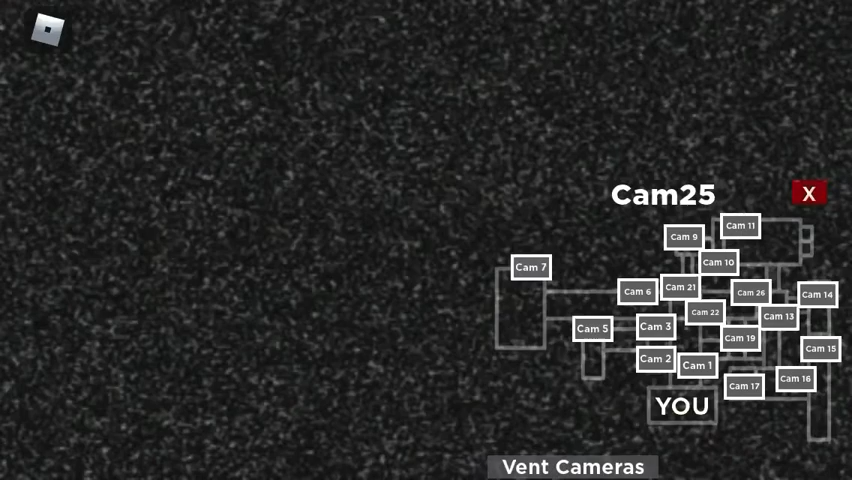 Cam25
X
Cam 11
Cam 9
Cam 10
Cam 7
Cam 21
Cam 6
Cam 26
Cam 14
Cam 22
Cam 13
Cam 5
Cam 3
Cam 19
Cam 15
Cam 2
Cam 1
Cam 16
Cam 17
YOU
Vent Cameras